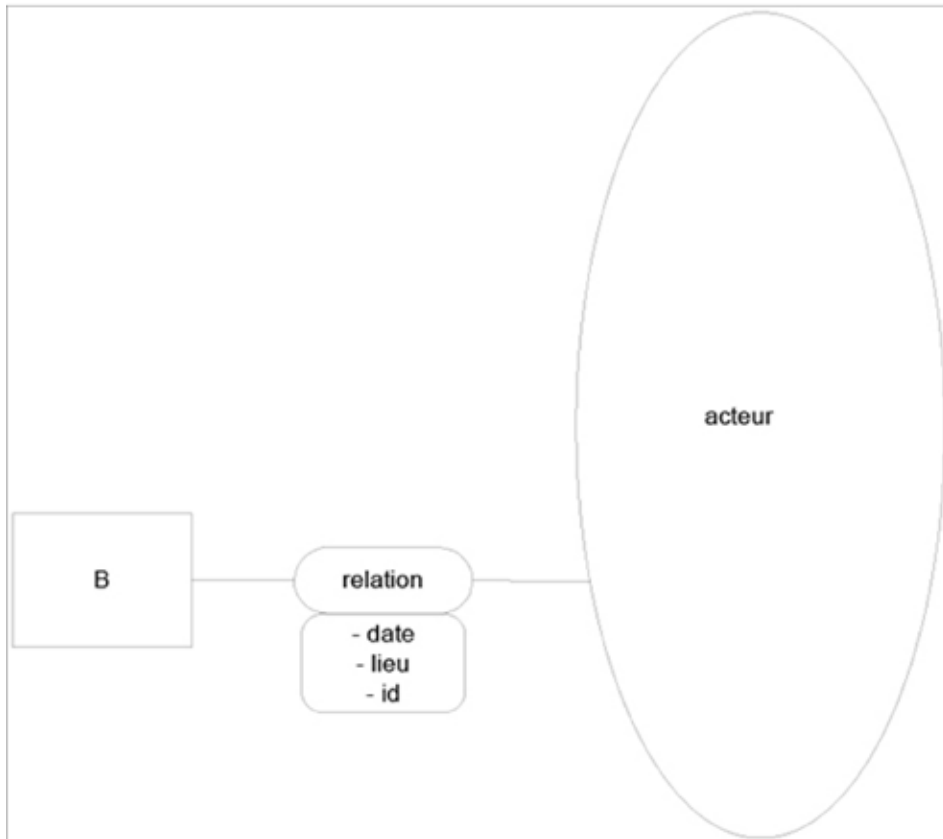 acteur
B
relation
- date
- lieu
- id